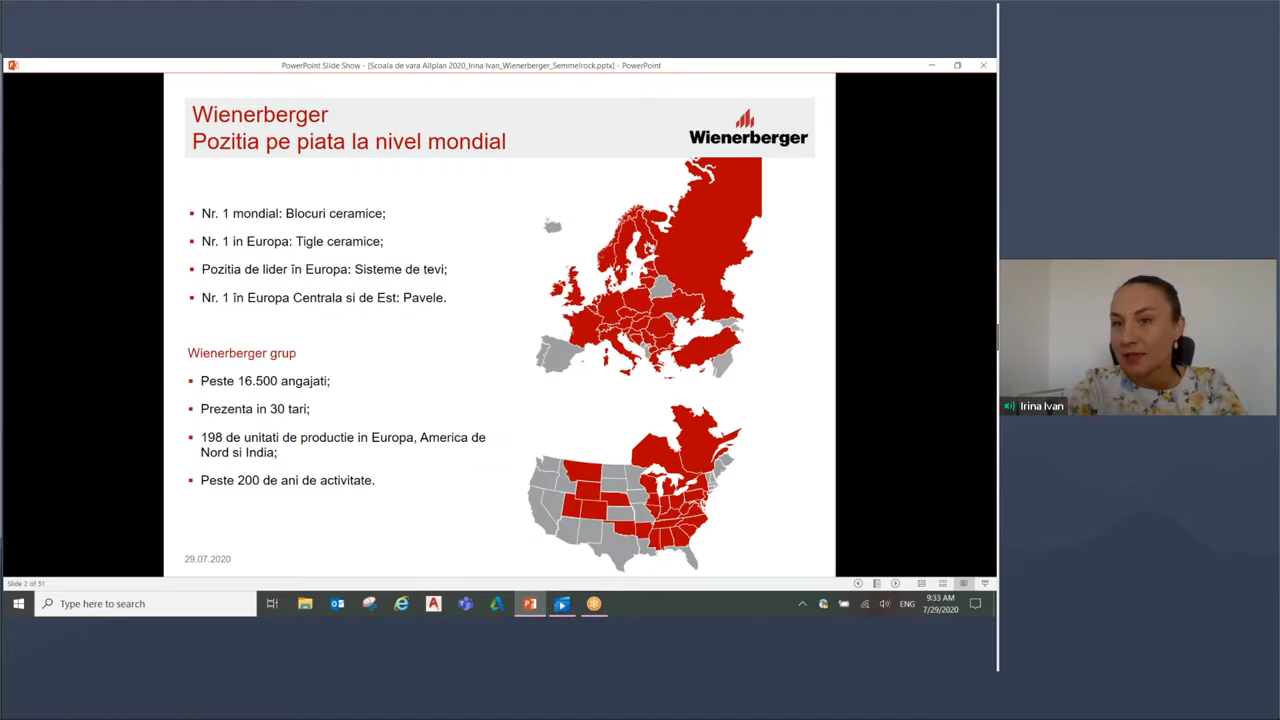 PowerPoint Slide Show - [Scoala de vara Allplan 2020_Irina Ivan_Wienerberger_Semmelrock.pptx] - PowerPoint
Wienerberger
Pozitia pe piata la nivel mondial
Wienerberger
Nr. 1 mondial: Blocuri ceramice;
Nr. 1 in Europa: Tigle ceramice;
Pozitia de lider în Europa: Sisteme de tevi;
Nr. 1 în Europa Centrala si de Est: Pavele.
Wienerberger grup
Peste 16.500 angajati;
Prezenta in 30 tari;
198 de unitati de productie in Europa, America de
Nord si India;
Peste 200 de ani de activitate.
29.07.2020
Irina Ivan
Slide 2 of 51
Type here to search
ENG
9:33 AM
7/29/2020